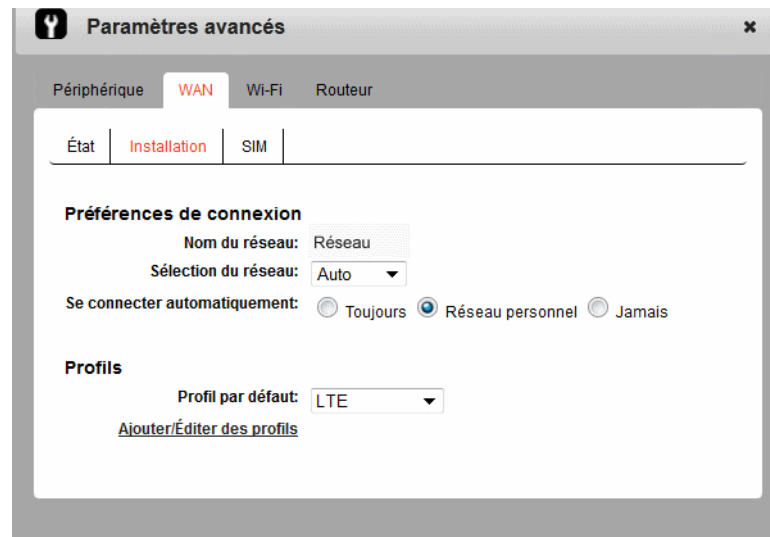 Paramètres avancés
Périphérique WAN Wi-Fi Routeur
État Installation SIM
Préférences de connexion
Nom du réseau: Réseau
Sélection du réseau: Auto
Se connecter automatiquement: Toujours Réseau personnel Jamais
Profils
Profil par défaut: LTE
Ajouter/Éditer des profils